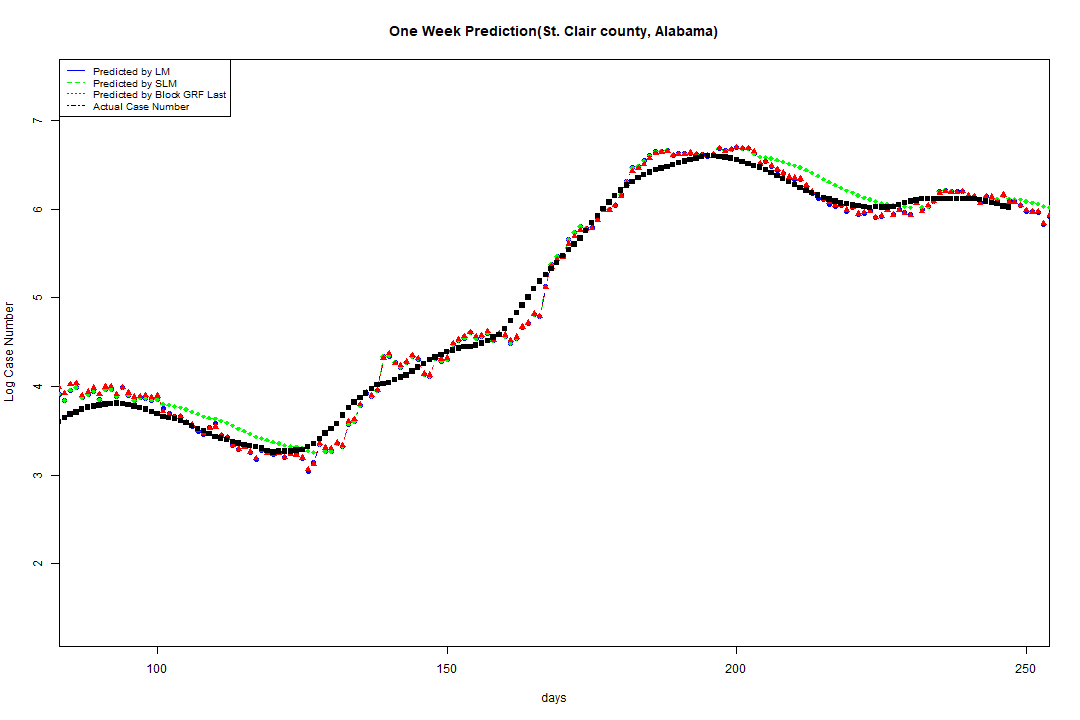 One Week Prediction(St. Clair county, Alabama)
Predicted by LM
Predicted by SLM
Predicted by Block GRF Last
Actual Case Number
7
6
5
4
3
2
Log Case Number
100
150
200
250
days